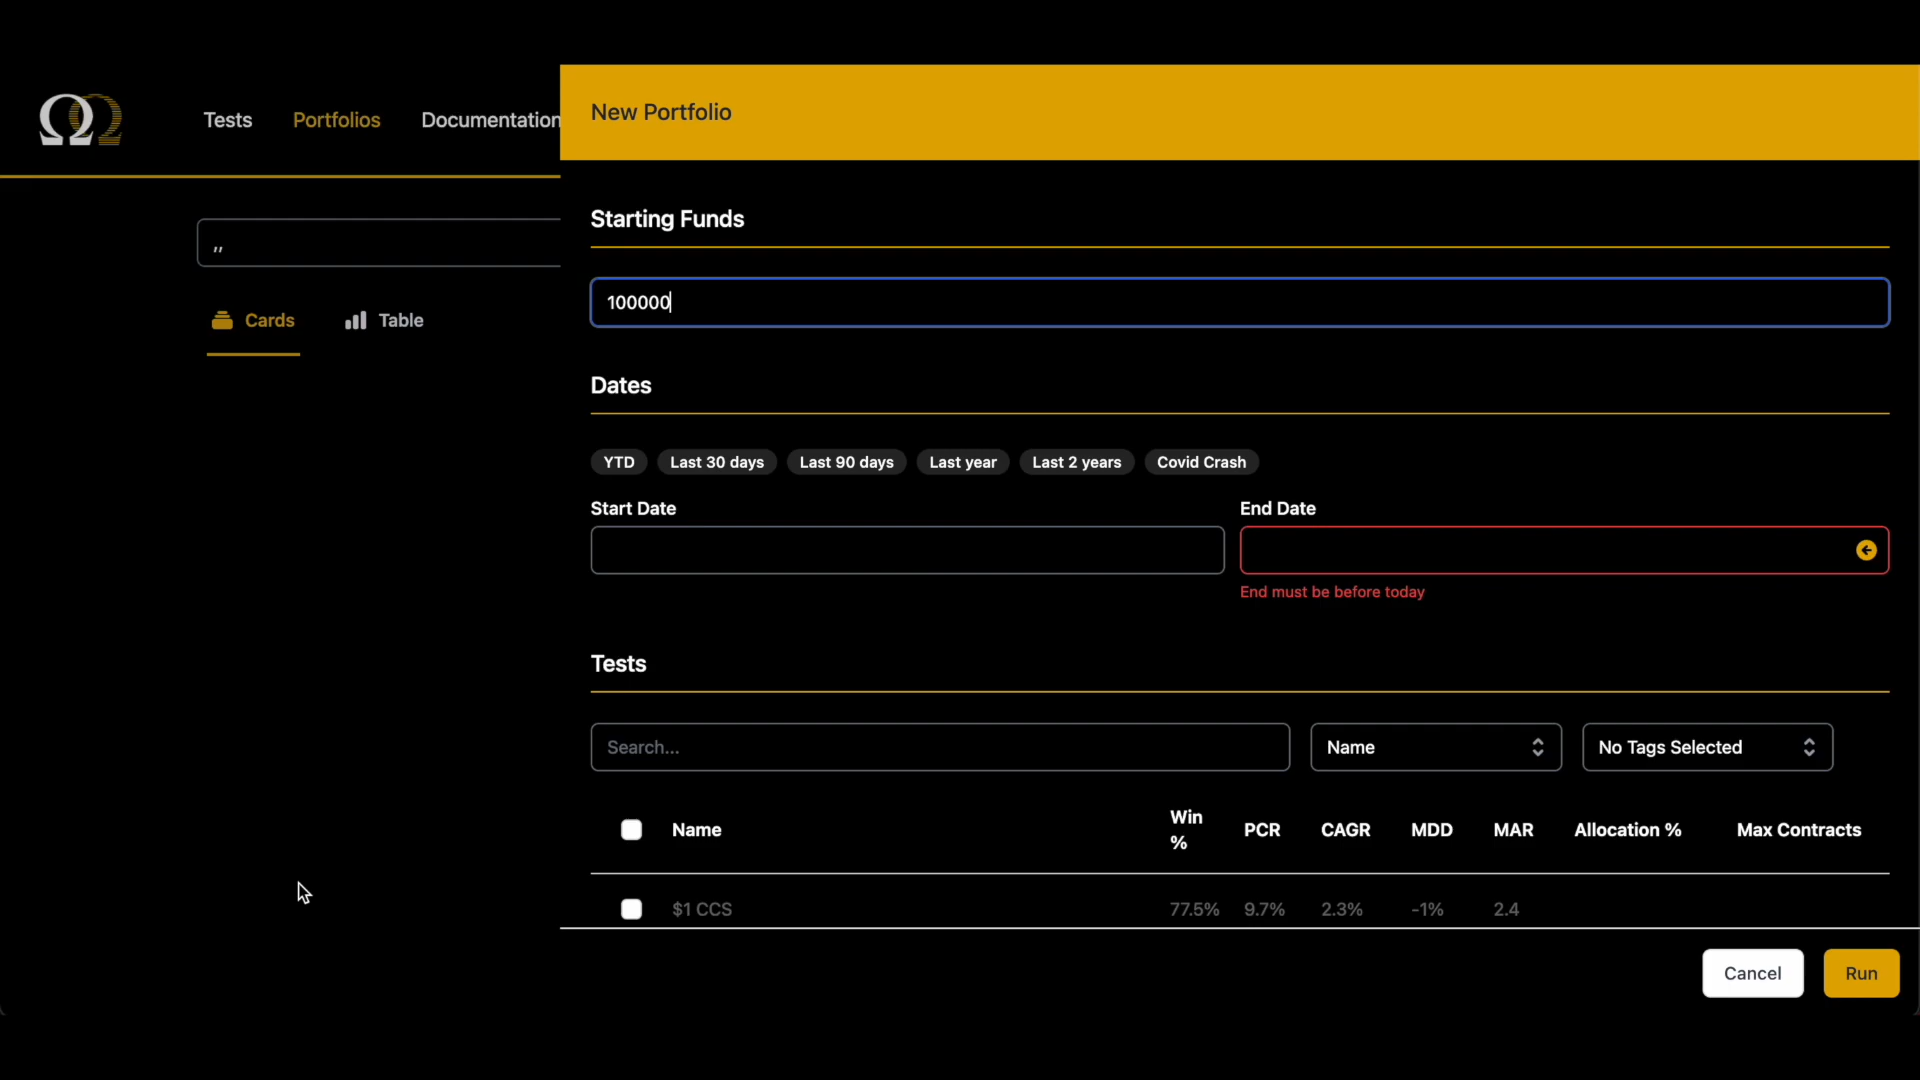 Tests Portfolios Documentation
New Portfolio
,,
Cards Table
Starting Funds
100000
Dates
YTD Last 30 days Last 90 days Last year Last 2 years Covid Crash
Start Date End Date
End must be before today
Tests
Search... Name No Tags Selected
Name Win % PCR CAGR MDD MAR Allocation % Max Contracts
$1 CCS 77.5% 9.7% 2.3% -1% 2.4
Cancel Run